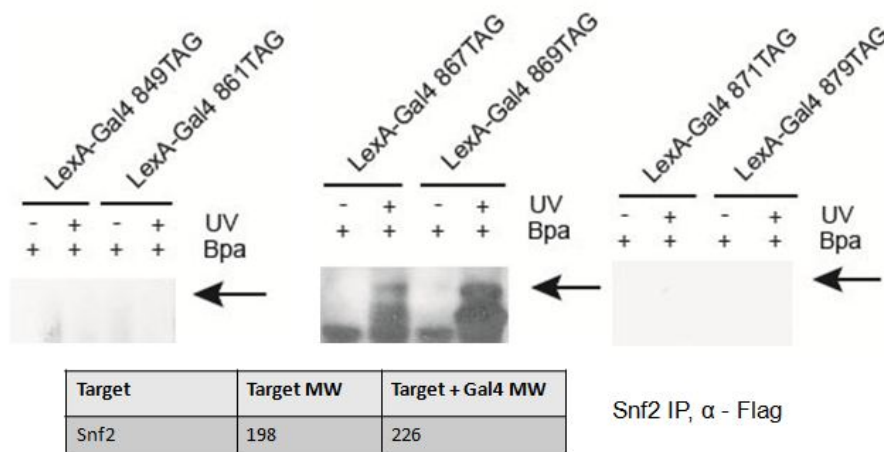 LexA-Gal4 849TAG
LexA-Gal4 861TAG
- + - + UV
+ + + + Bpa
LexA-Gal4 867TAG
LexA-Gal4 869TAG
- + - + UV
+ + + + Bpa
LexA-Gal4 871TAG
LexA-Gal4 879TAG
- + - + UV
+ + + + Bpa
Target Target MW Target + Gal4 MW
Snf2 198 226
Snf2 IP, α - Flag